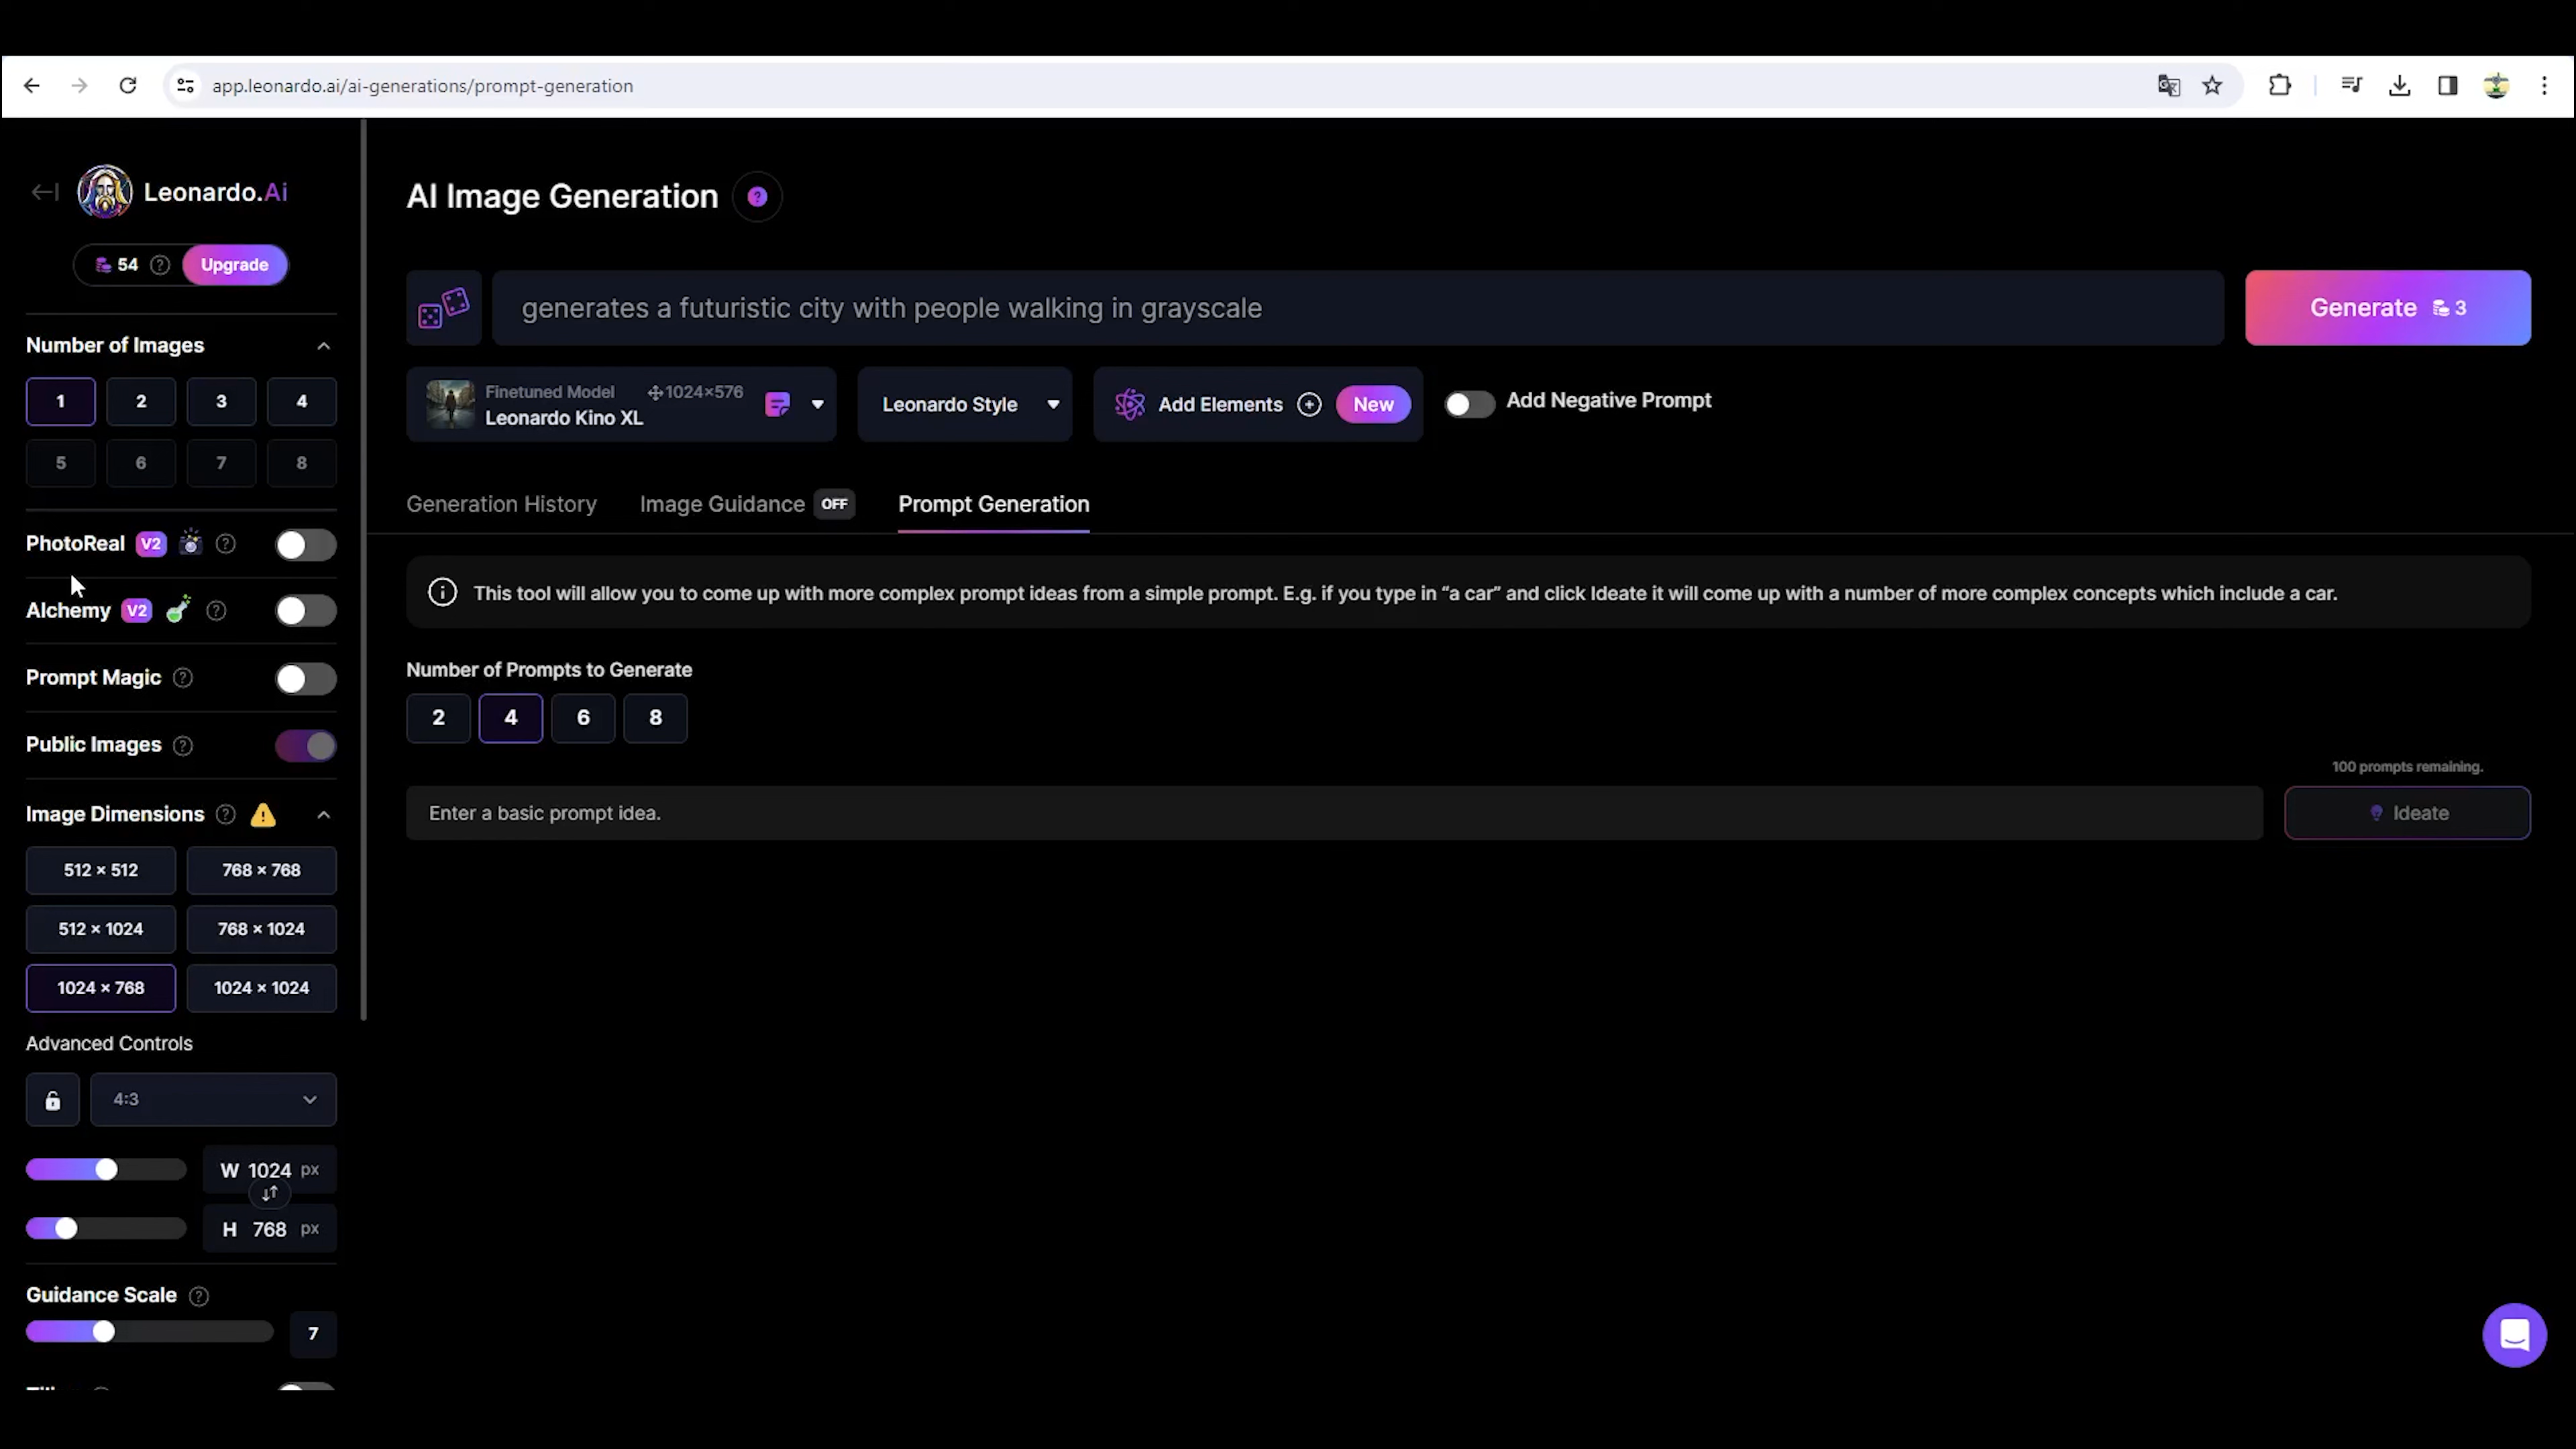 app.leonardo.ai/ai-generations/prompt-generation
Leonardo.Ai
54 Upgrade
Number of Images
1 2 3 4
5 6 7 8
PhotoReal V2
Alchemy V2
Prompt Magic
Public Images
Image Dimensions
512 × 512 768 × 768
512 × 1024 768 × 1024
1024 × 768 1024 × 1024
Advanced Controls
4:3
W 1024 px
H 768 px
Guidance Scale
7
AI Image Generation
generates a futuristic city with people walking in grayscale
Generate 3
Finetuned Model 1024×576
Leonardo Kino XL
Leonardo Style
Add Elements New
Add Negative Prompt
Generation History Image Guidance OFF Prompt Generation
This tool will allow you to come up with more complex prompt ideas from a simple prompt. E.g. if you type in “a car” and click Ideate it will come up with a number of more complex concepts which include a car.
Number of Prompts to Generate
2 4 6 8
100 prompts remaining.
Enter a basic prompt idea.
Ideate